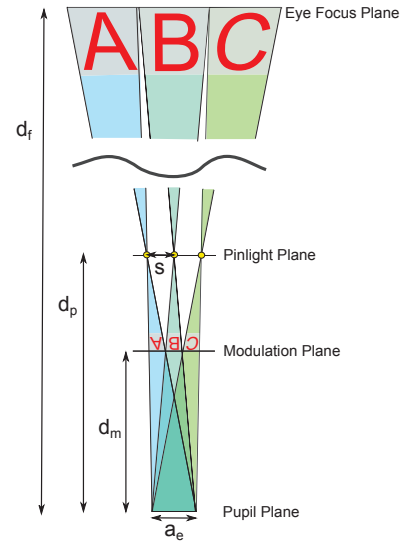 Eye Focus Plane
A B C
d_f
Pinlight Plane
s
d_p
A B C
Modulation Plane
d_m
Pupil Plane
a_e